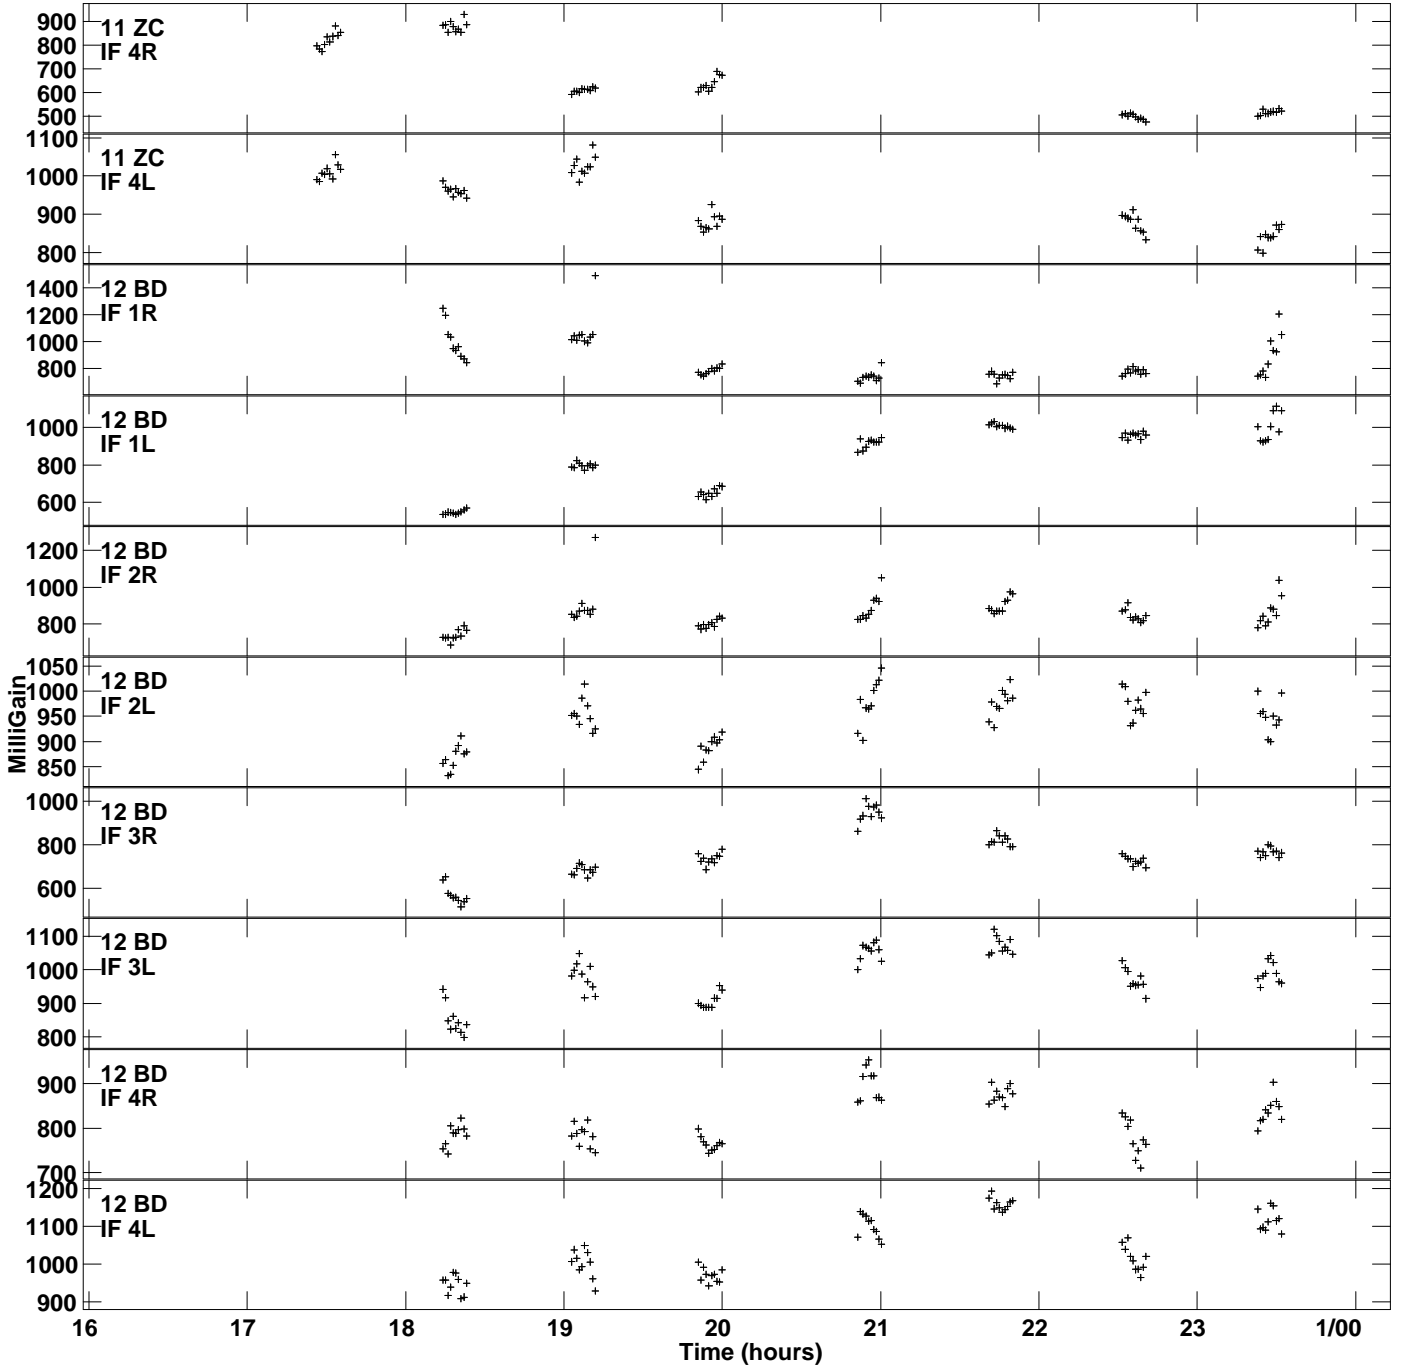 900
800
700
600
500
11 ZC
IF 4R
1100
1000
900
800
11 ZC
IF 4L
1400
1200
1000
800
12 BD
IF 1R
1000
800
600
12 BD
IF 1L
1200
1000
800
12 BD
IF 2R
1050
1000
950
900
850
12 BD
IF 2L
MilliGain
1000
800
600
12 BD
IF 3R
1100
1000
900
800
12 BD
IF 3L
900
800
700
12 BD
IF 4R
1200
1100
1000
900
12 BD
IF 4L
16 17 18 19 20 21 22 23 1/00
Time (hours)